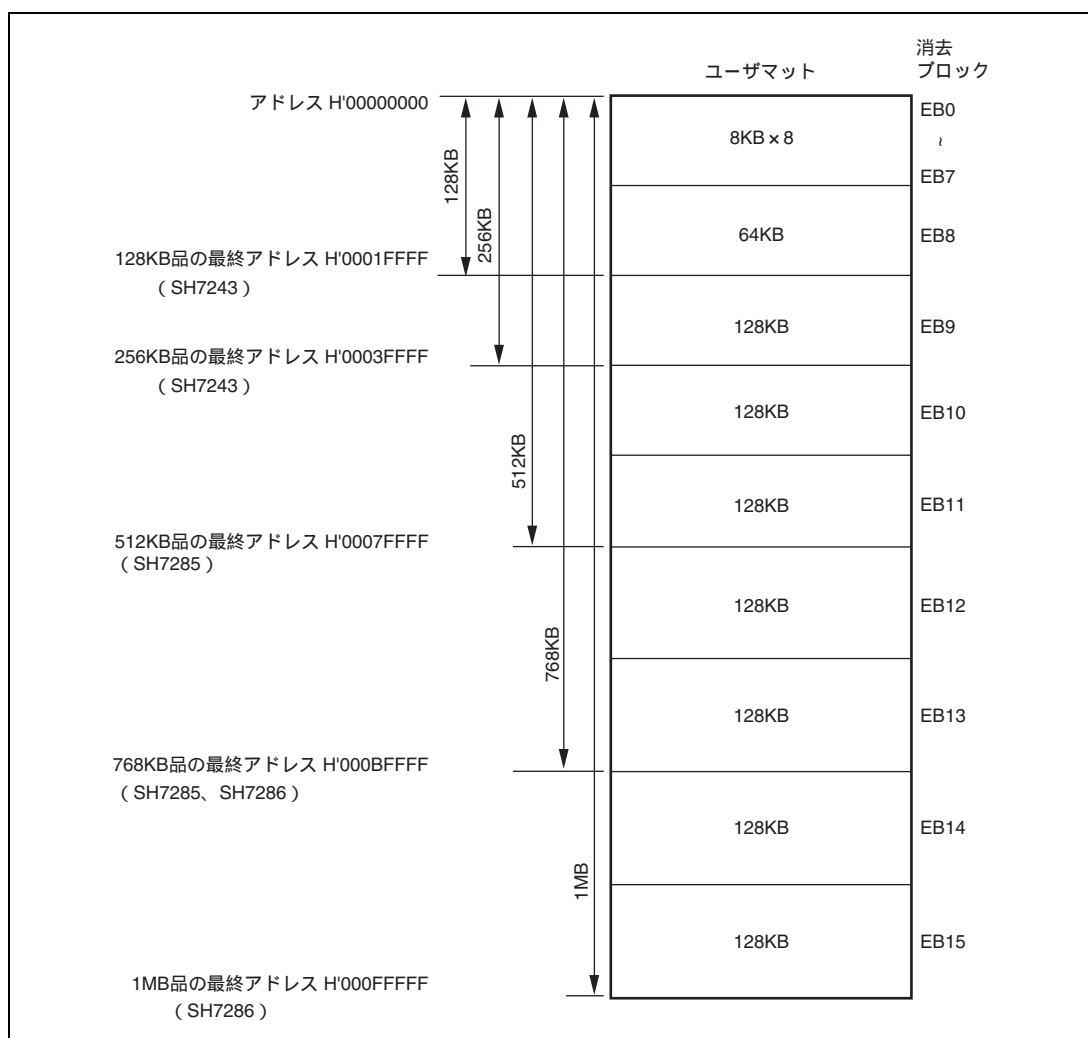 消去
ブロック
ユーザマット
アドレス H'00000000
EB0
~
EB7
8KB×8
128KB
256KB
64KB
EB8
128KB品の最終アドレス H'0001FFFF
(SH7243)
128KB
EB9
256KB品の最終アドレス H'0003FFFF
(SH7243)
128KB
EB10
512KB
128KB
EB11
512KB品の最終アドレス H'0007FFFF
(SH7285)
128KB
EB12
768KB
128KB
EB13
768KB品の最終アドレス H'000BFFFF
(SH7285、SH7286)
128KB
EB14
1MB
128KB
EB15
1MB品の最終アドレス H'000FFFFF
(SH7286)